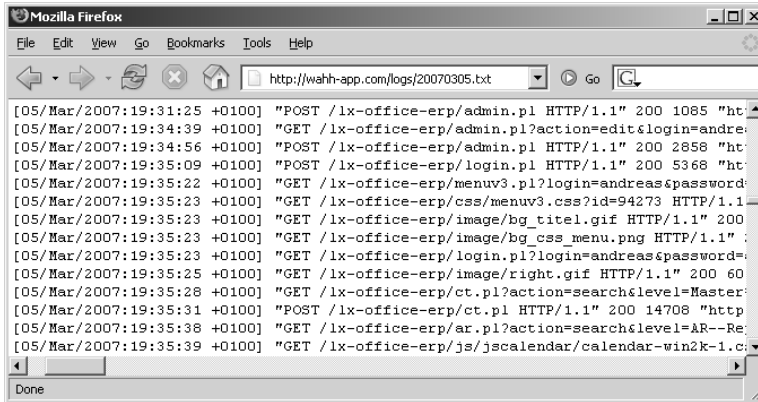 Mozilla Firefox
File Edit View Go Bookmarks Tools Help
http://wahh-app.com/logs/20070305.txt Go G
[05/Mar/2007:19:31:25 +0100] "POST /lx-office-erp/admin.pl HTTP/1.1" 200 1085 "ht
[05/Mar/2007:19:34:39 +0100] "GET /lx-office-erp/admin.pl?action=edit&login=andre
[05/Mar/2007:19:34:56 +0100] "POST /lx-office-erp/admin.pl HTTP/1.1" 200 2858 "ht
[05/Mar/2007:19:35:09 +0100] "POST /lx-office-erp/login.pl HTTP/1.1" 200 5368 "ht
[05/Mar/2007:19:35:22 +0100] "GET /lx-office-erp/menuv3.pl?login=andreas&password
[05/Mar/2007:19:35:23 +0100] "GET /lx-office-erp/css/menuv3.css?id=94273 HTTP/1.1
[05/Mar/2007:19:35:23 +0100] "GET /lx-office-erp/image/bg_titel.gif HTTP/1.1" 200
[05/Mar/2007:19:35:23 +0100] "GET /lx-office-erp/image/bg_css_menu.png HTTP/1.1"
[05/Mar/2007:19:35:23 +0100] "GET /lx-office-erp/login.pl?login=andreas&password=
[05/Mar/2007:19:35:25 +0100] "GET /lx-office-erp/image/right.gif HTTP/1.1" 200 60
[05/Mar/2007:19:35:28 +0100] "GET /lx-office-erp/ct.pl?action=search&level=Master
[05/Mar/2007:19:35:31 +0100] "POST /lx-office-erp/ct.pl HTTP/1.1" 200 14708 "http
[05/Mar/2007:19:35:38 +0100] "GET /lx-office-erp/ar.pl?action=search&level=AR--Re
[05/Mar/2007:19:35:39 +0100] "GET /lx-office-erp/js/jscalendar/calendar-win2k-1.c
Done